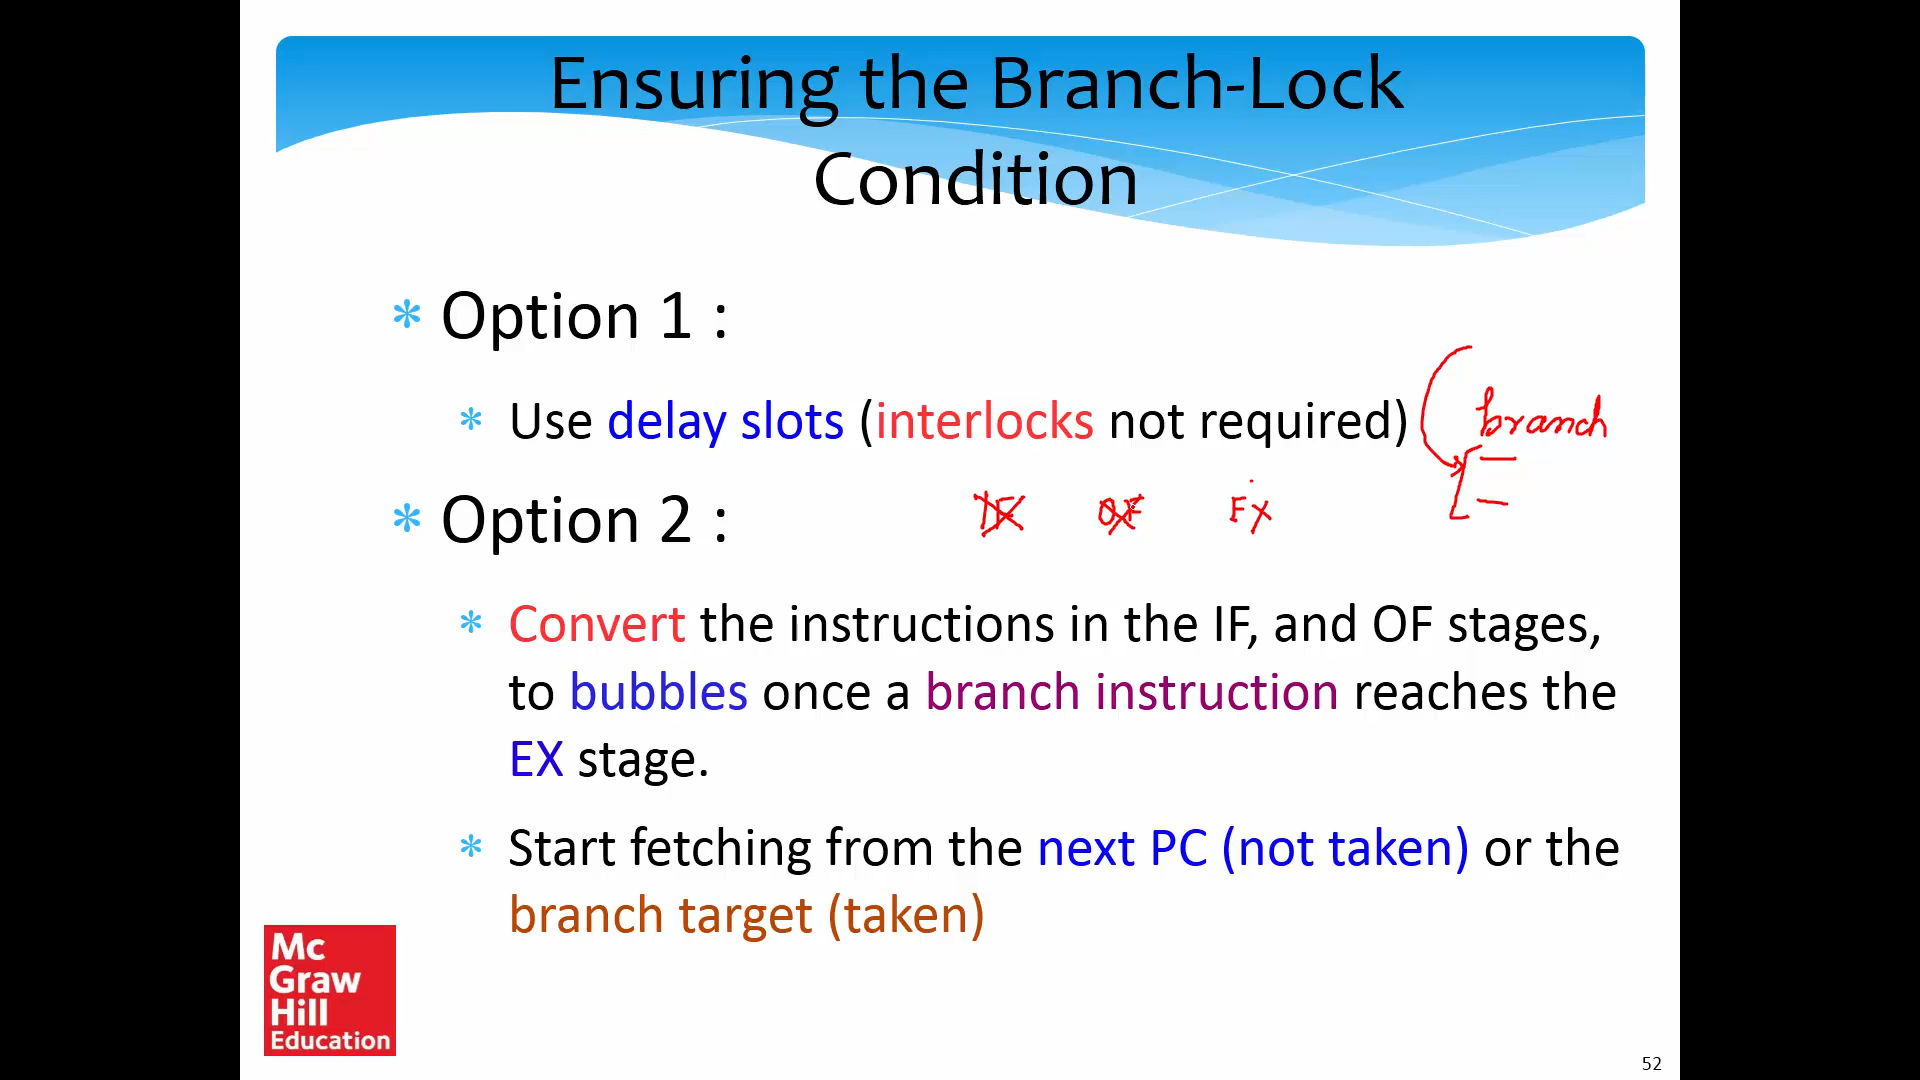 Ensuring the Branch-Lock
Condition
* Option 1 :
* Use delay slots (interlocks not required)
branch
* Option 2 :
IF OF EX
* Convert the instructions in the IF, and OF stages,
to bubbles once a branch instruction reaches the
EX stage.
* Start fetching from the next PC (not taken) or the
branch target (taken)
Mc
Graw
Hill
Education
52